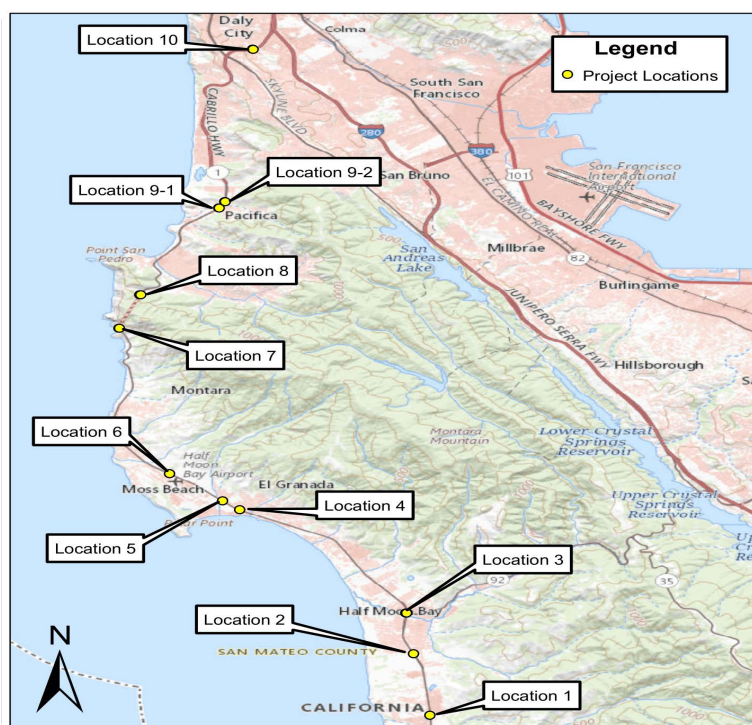 Daly
City
Colma
Location 10
Legend
Project Locations
South San
Francisco
CABRILLO HWY
SKYLINE BLVD
280
380
San Bruno
101
San Francisco
International
Airport
EL CAMINO REAL
BAYSHORE FWY
1
Location 9-2
Location 9-1
Pacifica
Millbrae
82
San
Andreas
Lake
Point San
Pedro
Location 8
Burlingame
JUNIPERO SERRA FWY
Location 7
Hillsborough
1000
Montara
Location 6
Montara
Mountain
Lower Crystal
Springs
Reservoir
Half
Moon
Bay Airport
Moss Beach
El Granada
Location 4
Upper Crystal
Springs
Reservoir
Location 5
Location 3
92
35
Half Moon Bay
Location 2
N
SAN MATEO COUNTY
Location 1
CALIFORNIA